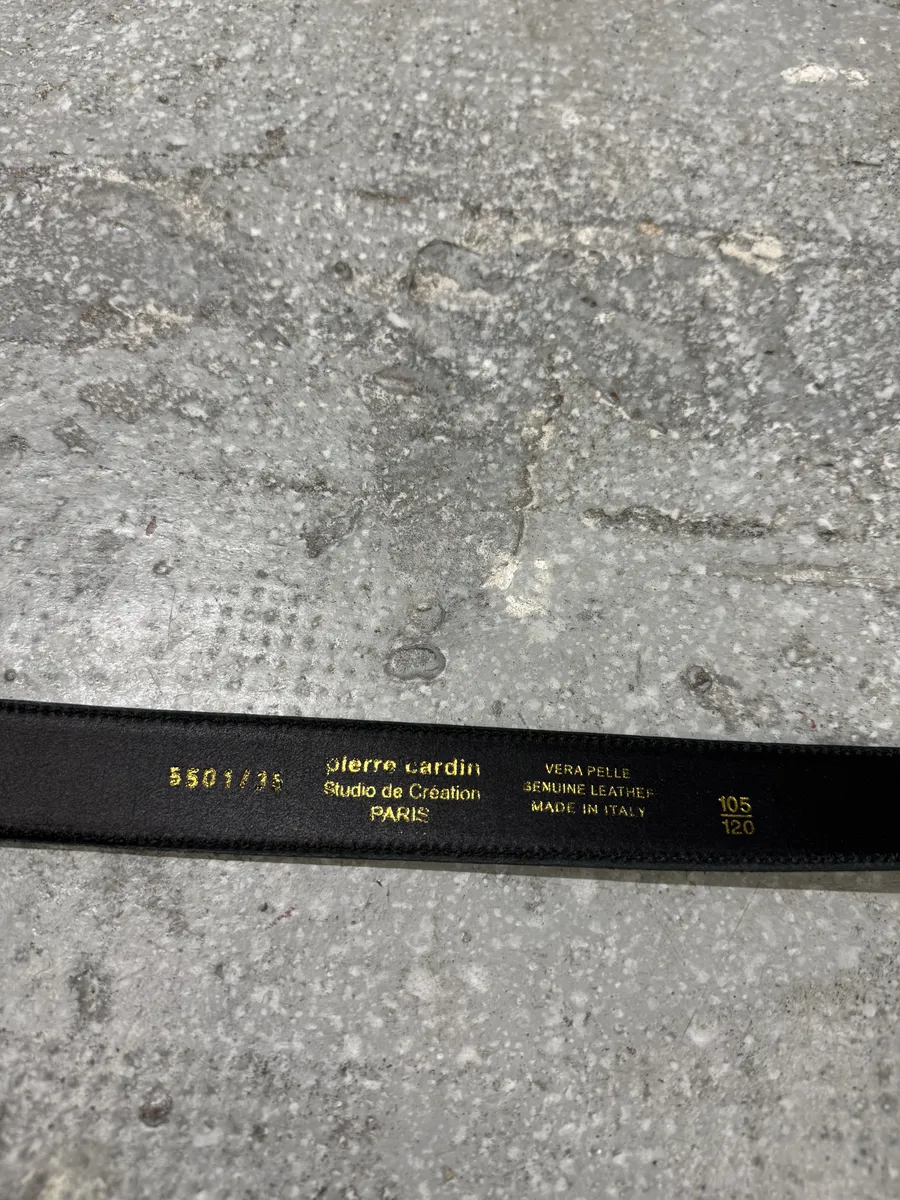 5501/35
pierre cardin
Studio de Création
PARIS
VERA PELLE
GENUINE LEATHER
MADE IN ITALY
105
120